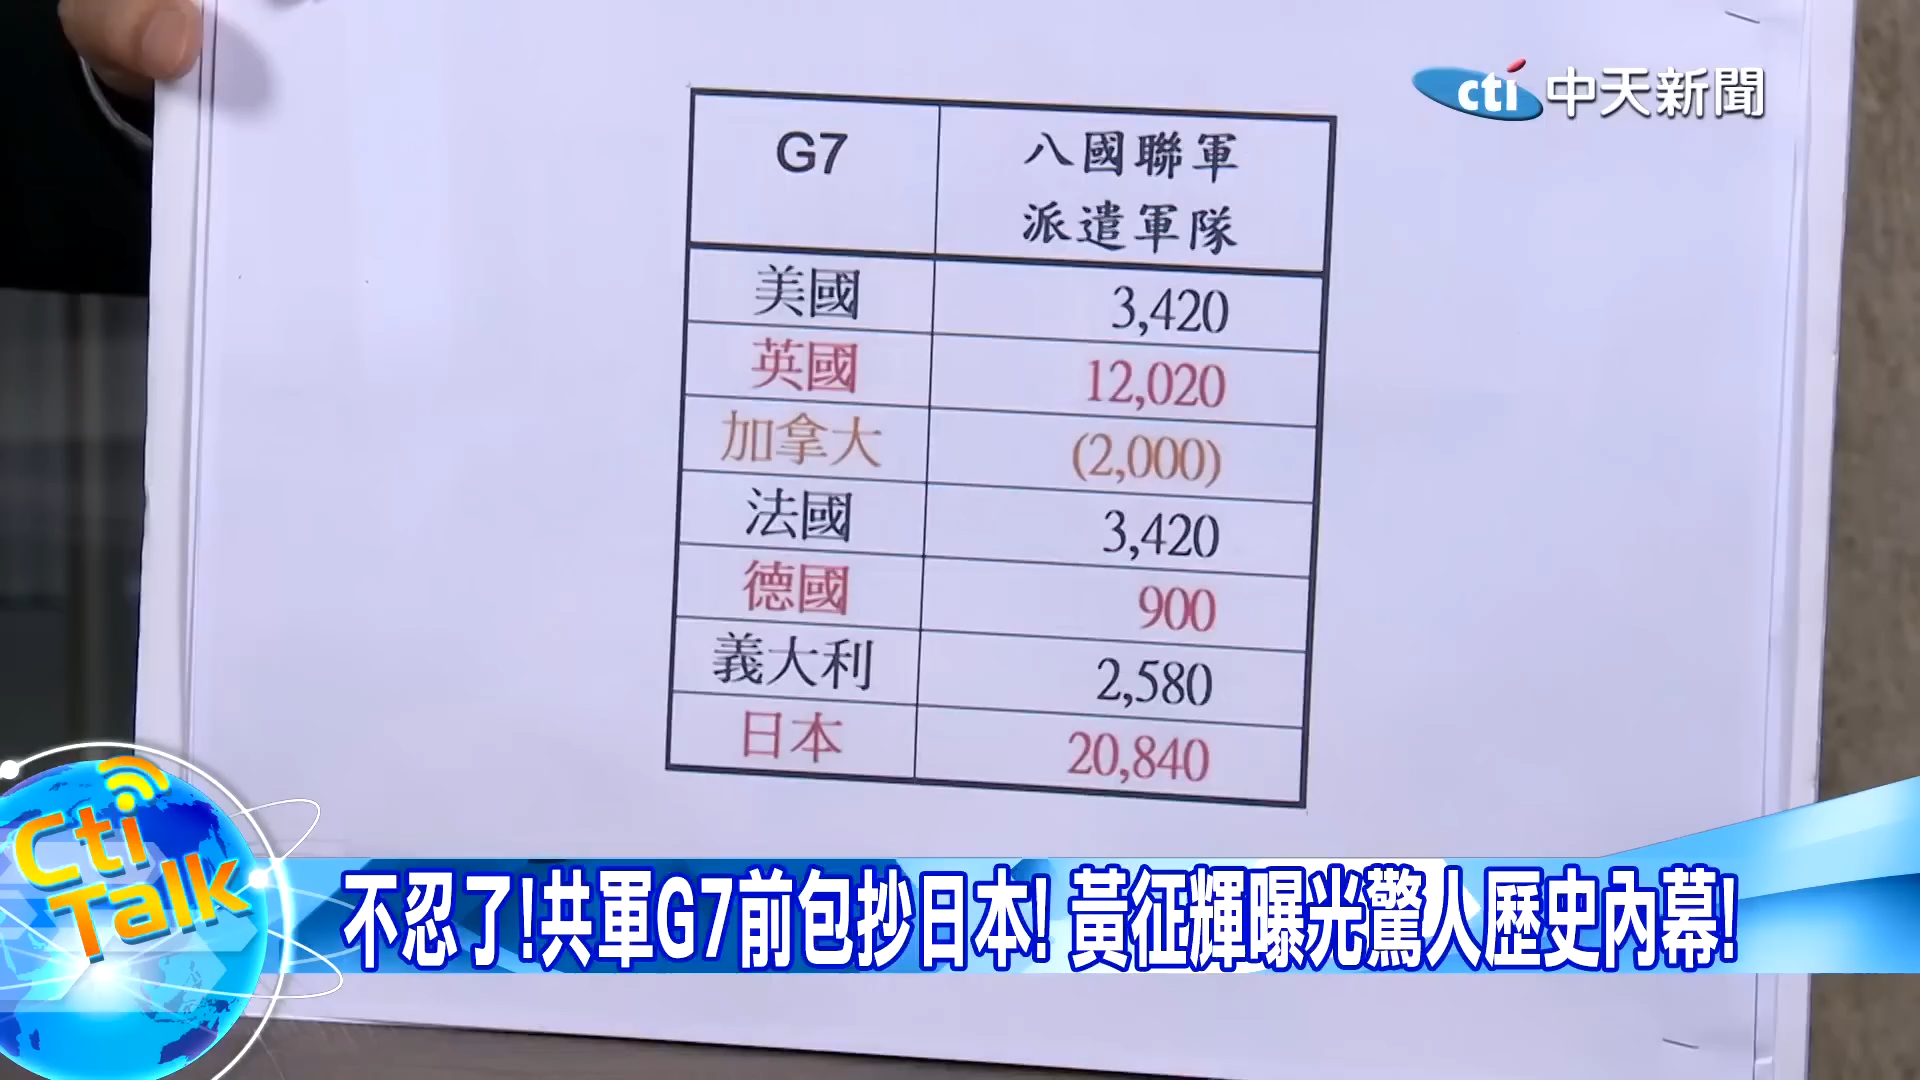 cti 中天新聞
G7 八國聯軍
派遣軍隊
美國 3,420
英國 12,020
加拿大 (2,000)
法國 3,420
德國 900
義大利 2,580
日本 20,840
Cti
Talk
不忍了!共軍G7前包抄日本! 黃征輝曝光驚人歷史內幕!